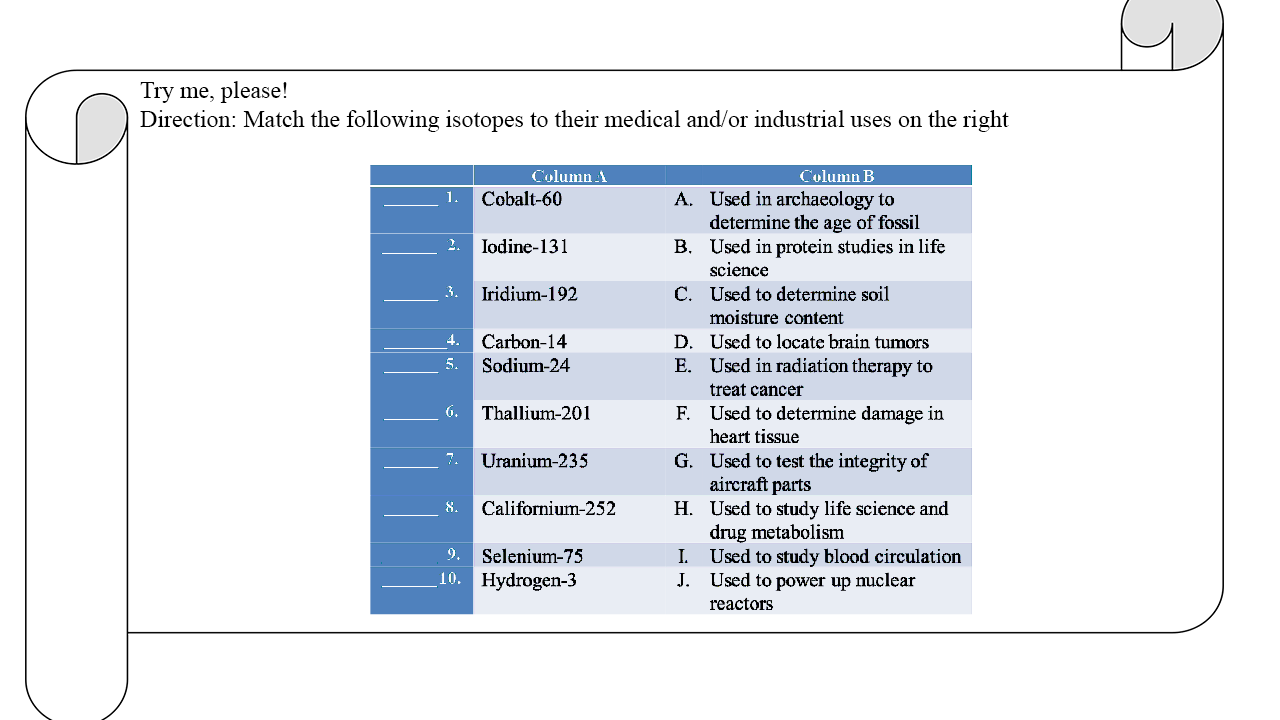 Try me, please!
Direction: Match the following isotopes to their medical and/or industrial uses on the right
Column A Column B
______ 1. Cobalt-60 A. Used in archaeology to
determine the age of fossil
______ 2. Iodine-131 B. Used in protein studies in life
science
______ 3. Iridium-192 C. Used to determine soil
moisture content
_______4. Carbon-14 D. Used to locate brain tumors
______ 5. Sodium-24 E. Used in radiation therapy to
treat cancer
______ 6. Thallium-201 F. Used to determine damage in
heart tissue
______ 7. Uranium-235 G. Used to test the integrity of
aircraft parts
______ 8. Californium-252 H. Used to study life science and
drug metabolism
9. Selenium-75 I. Used to study blood circulation
______10. Hydrogen-3 J. Used to power up nuclear
reactors